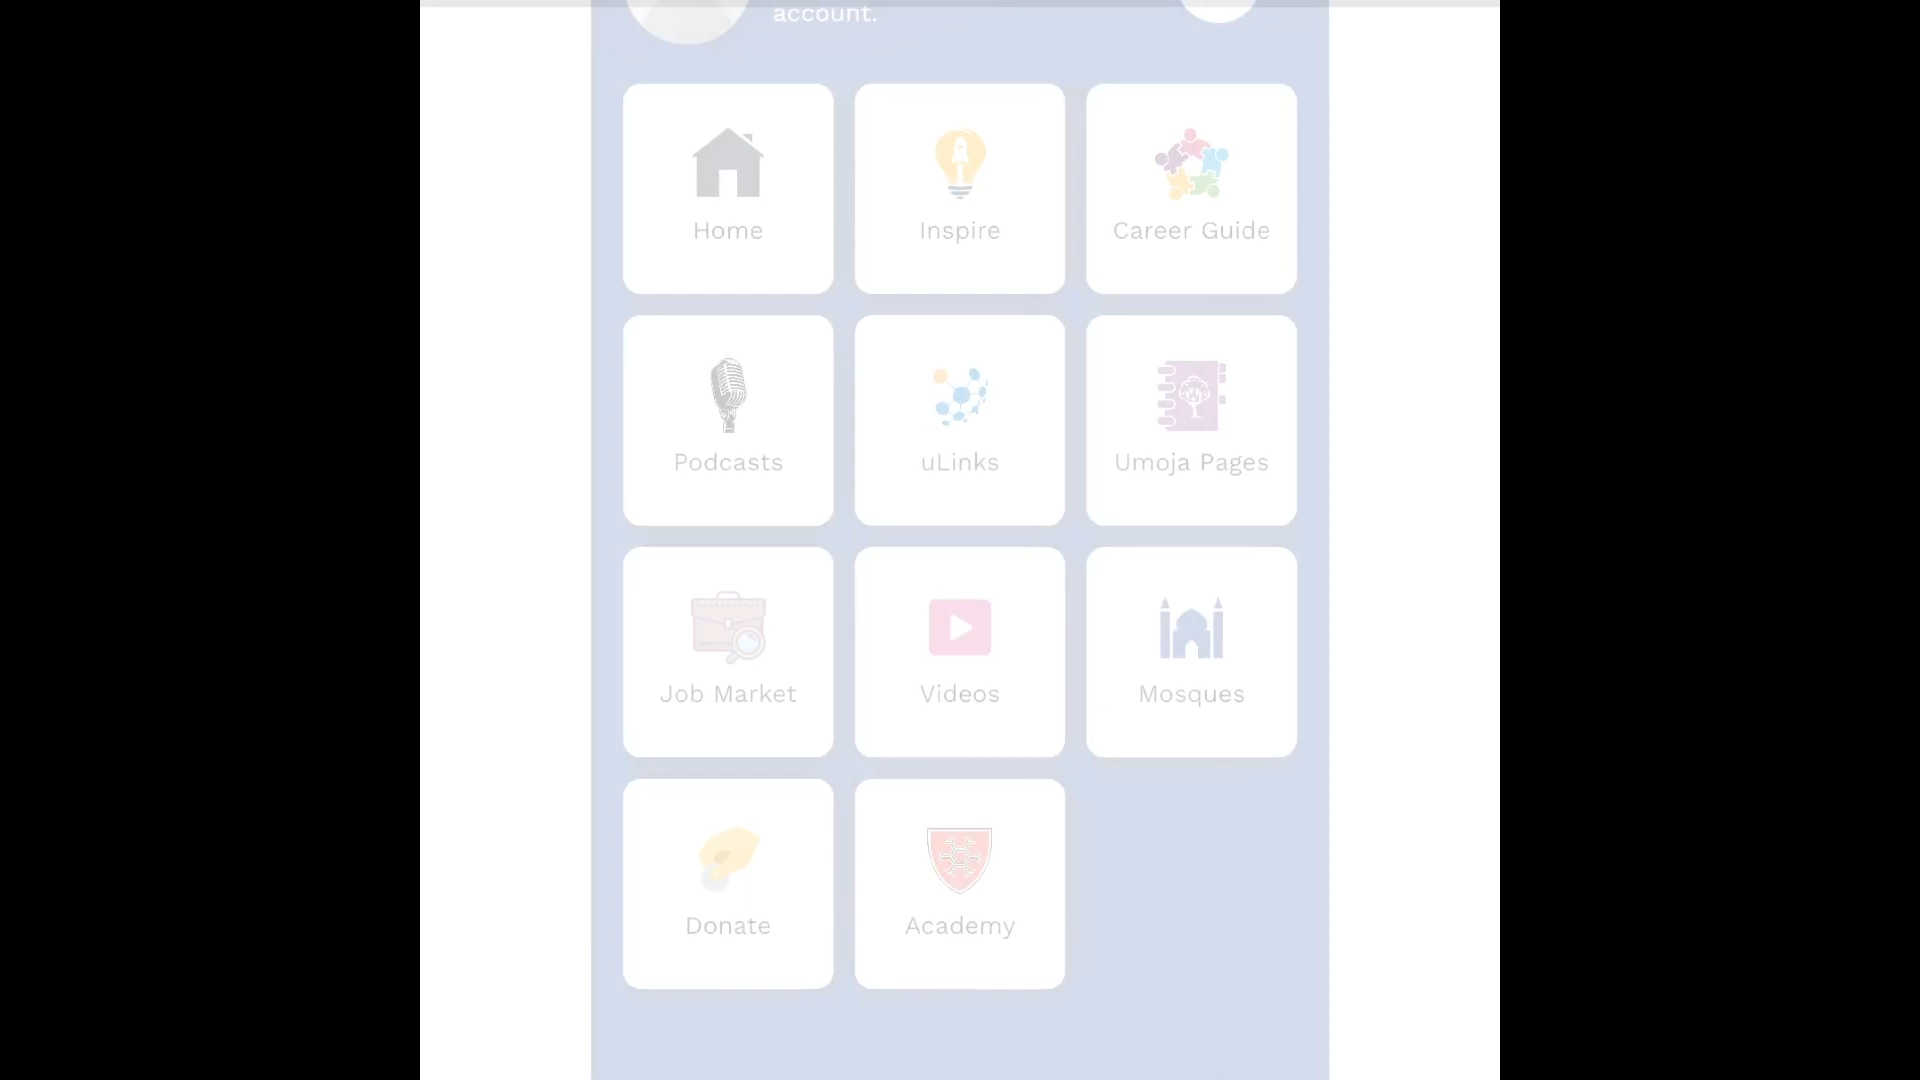 account.
Home
Inspire
Career Guide
Podcasts
uLinks
Umoja Pages
Job Market
Videos
Mosques
Donate
Academy